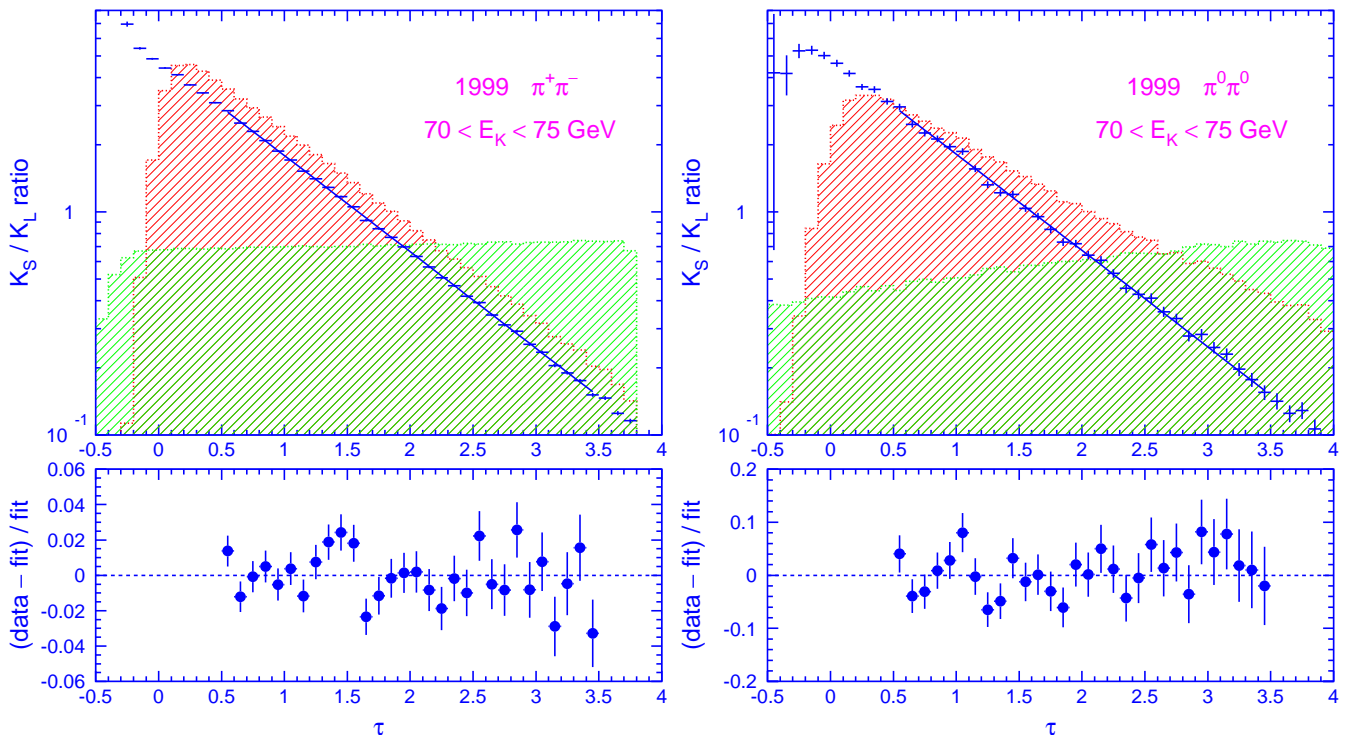 1999 π⁺π⁻
70 < E_K < 75 GeV
K_S / K_L ratio
1
10⁻¹
-0.5 0 0.5 1 1.5 2 2.5 3 3.5 4
1999 π⁰π⁰
70 < E_K < 75 GeV
K_S / K_L ratio
1
10⁻¹
-0.5 0 0.5 1 1.5 2 2.5 3 3.5 4
(data − fit) / fit
0.06
0.04
0.02
0
-0.02
-0.04
-0.06
-0.5 0 0.5 1 1.5 2 2.5 3 3.5 4
τ
(data − fit) / fit
0.2
0.1
0
-0.1
-0.2
-0.5 0 0.5 1 1.5 2 2.5 3 3.5 4
τ